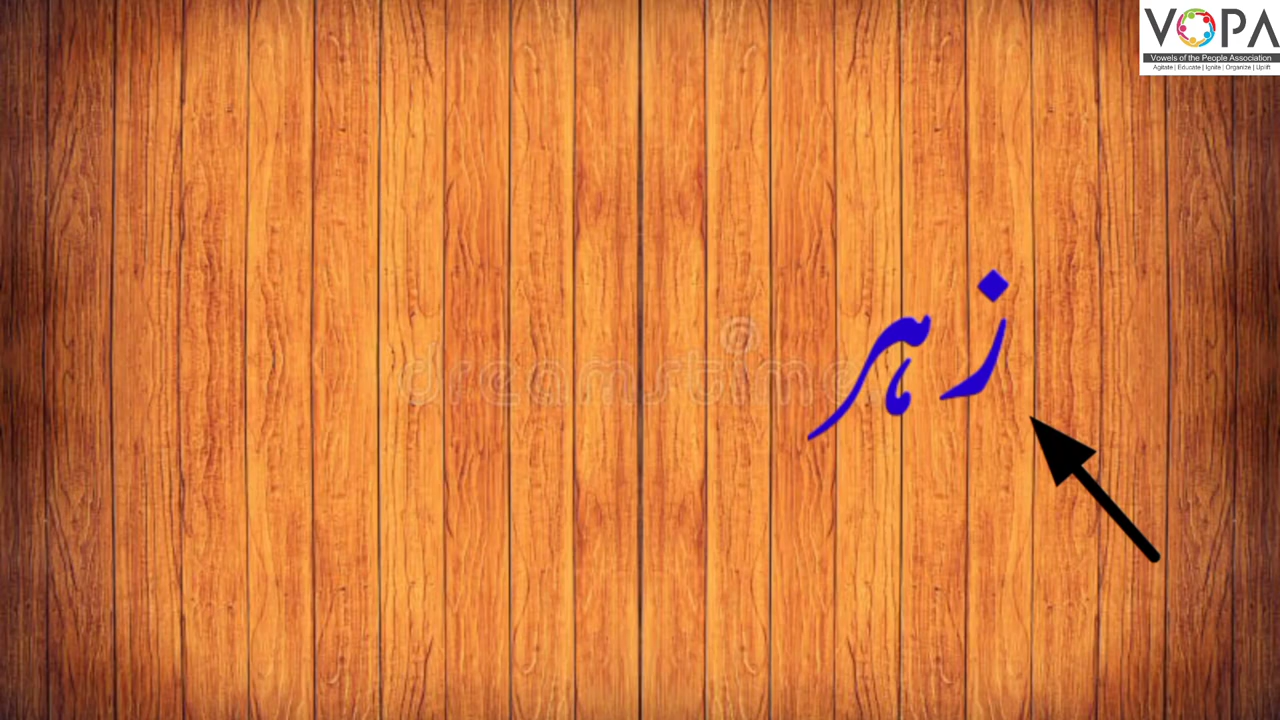 VOPA
Vowels of the People Association
Agitate | Educate | Ignite | Organize | Uplift
زہر
dreamstime